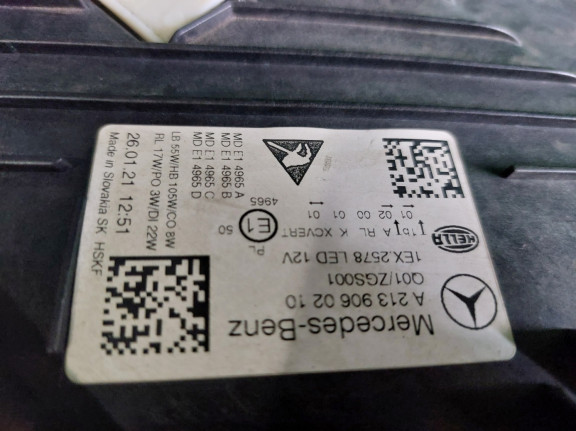 Mercedes-Benz
A 213 906 02 10
Q01/ZGS001
1EX.2578 LED 12V
HELLA
A RL K XCVERT
01 02 00 01 01
E1
PL
50
4965
MD E1 4965 A
MD E1 4965 B
MD E1 4965 C
MD E1 4965 D
LB 55W/HB 105W/CO 8W
RL 17W/PO 3W/DI 22W
26.01.21 12:51
Made in Slovakia SK HSKF